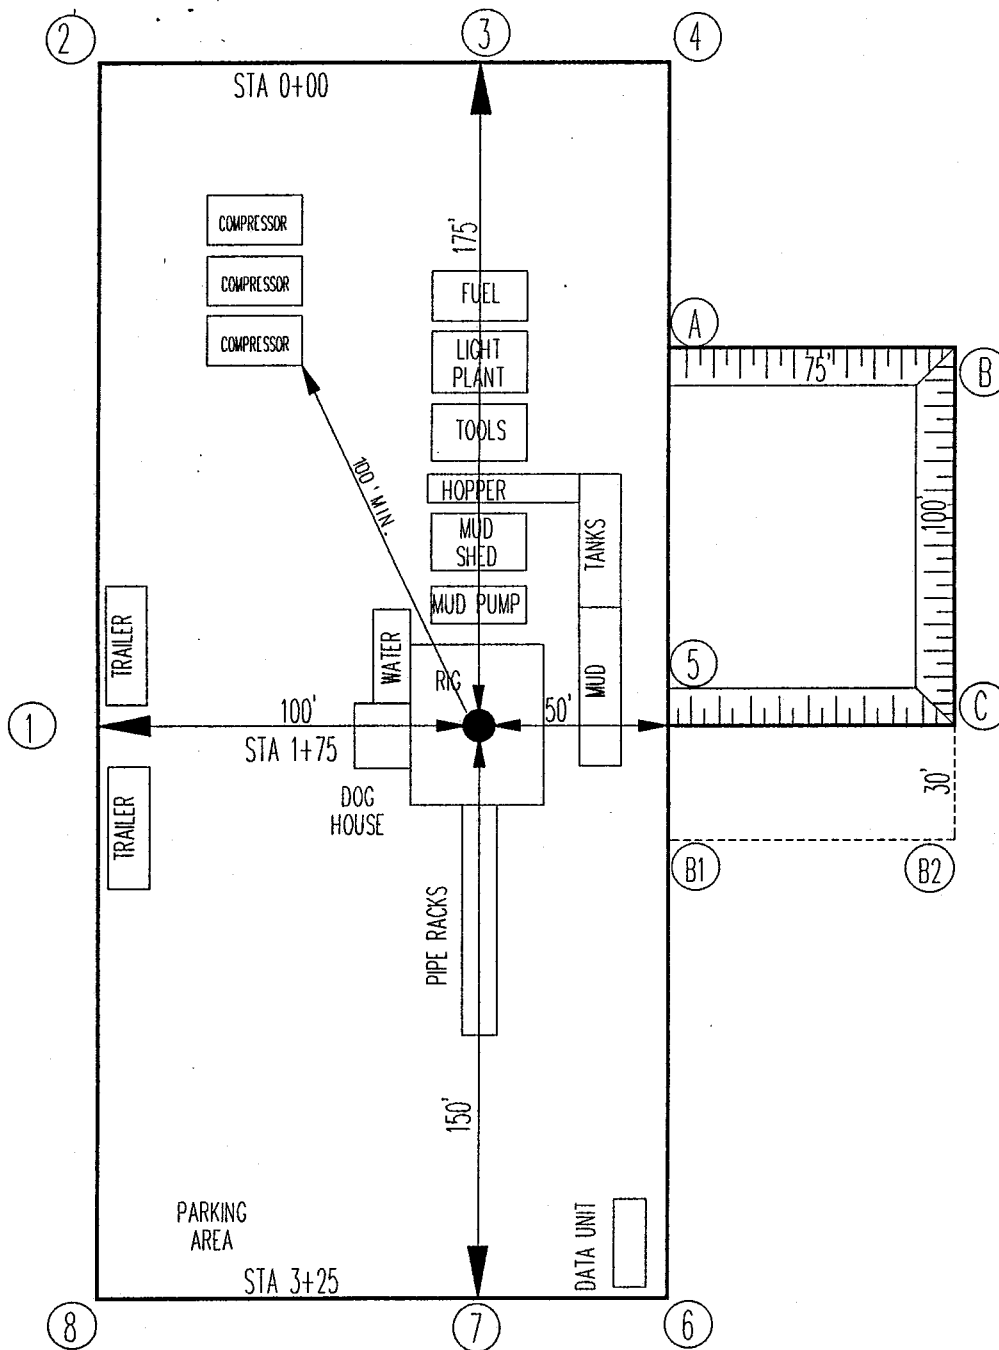 2
3
4
STA 0+00
COMPRESSOR
COMPRESSOR
COMPRESSOR
175'
FUEL
LIGHT
PLANT
TOOLS
HOPPER
MUD
SHED
MUD PUMP
TANKS
MUD
A
75'
B
100'
100' MIN.
TRAILER
WATER
RIG
5
C
1
100'
50'
STA 1+75
DOG
HOUSE
TRAILER
30'
B1
B2
PIPE RACKS
150'
PARKING
AREA
DATA UNIT
STA 3+25
8
7
6